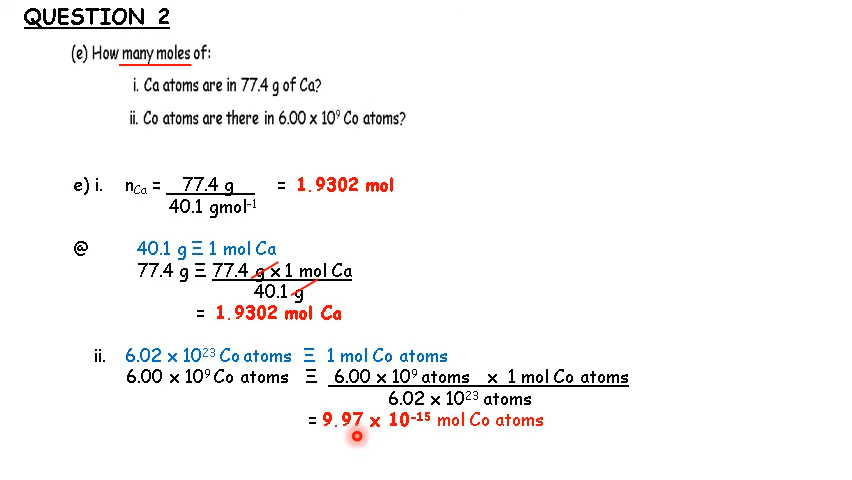 QUESTION 2
(e) How many moles of:
i. Ca atoms are in 77.4 g of Ca?
ii. Co atoms are there in 6.00 x 10⁹ Co atoms?
e) i. nCa = 77.4 g = 1.9302 mol
40.1 gmol⁻¹
@ 40.1 g Ξ 1 mol Ca
77.4 g Ξ 77.4 g x 1 mol Ca
40.1 g
= 1.9302 mol Ca
ii. 6.02 x 10²³ Co atoms Ξ 1 mol Co atoms
6.00 x 10⁹ Co atoms Ξ 6.00 x 10⁹ atoms x 1 mol Co atoms
6.02 x 10²³ atoms
= 9.97 x 10⁻¹⁵ mol Co atoms